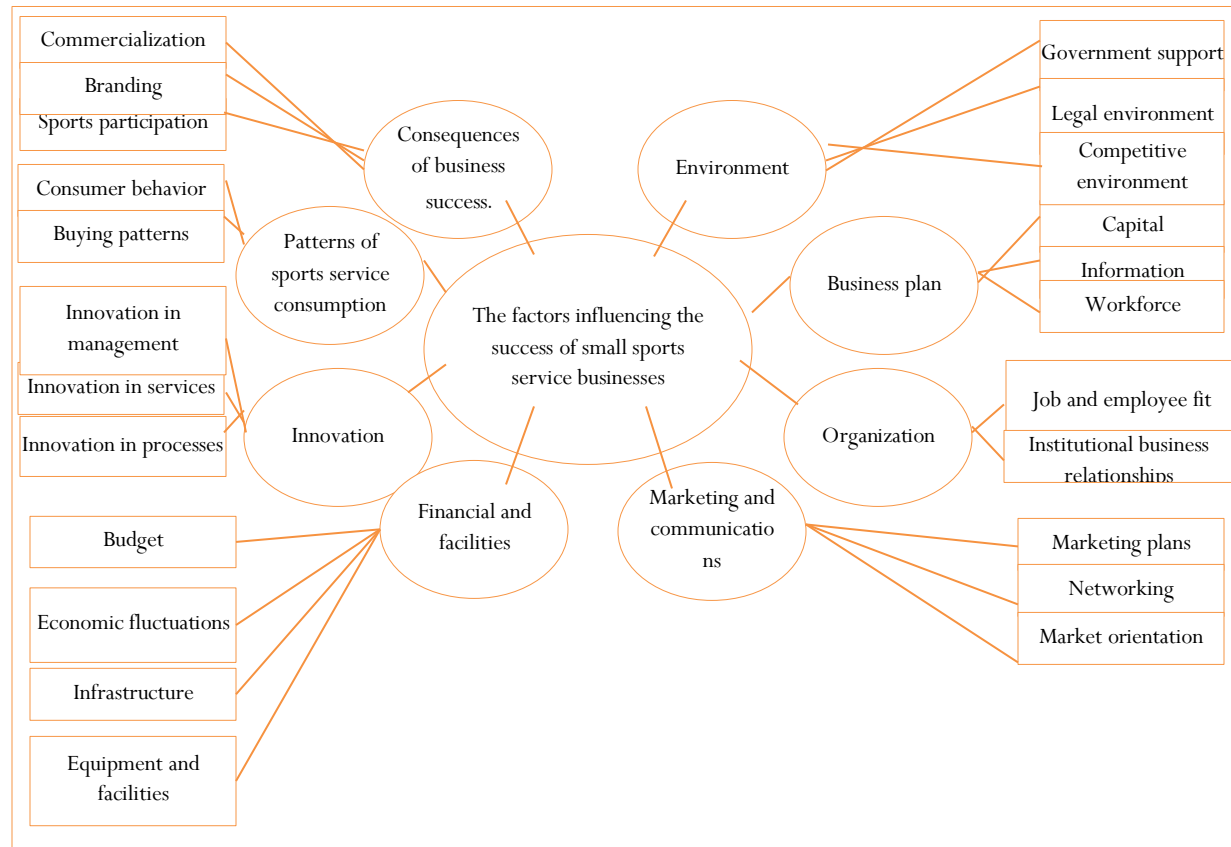 Commercialization
Branding
Sports participation
Consumer behavior
Buying patterns
Innovation in
management
Innovation in services
Innovation in processes
Budget
Economic fluctuations
Infrastructure
Equipment and
facilities
Consequences
of business
success.
Patterns of
sports service
consumption
Innovation
Financial and
facilities
The factors influencing the
success of small sports
service businesses
Environment
Business plan
Organization
Marketing and
communicatio
ns
Government support
Legal environment
Competitive
environment
Capital
Information
Workforce
Job and employee fit
Institutional business
relationships
Marketing plans
Networking
Market orientation